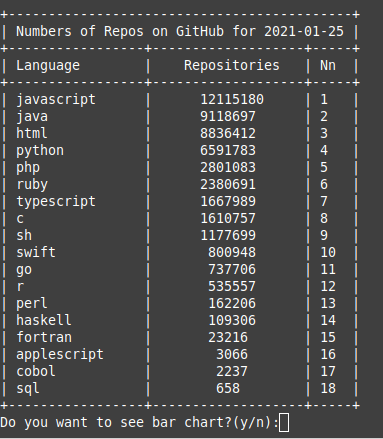 +------------------------------------------+
| Numbers of Repos on GitHub for 2021-01-25 |
+----------------+------------------+-----+
| Language | Repositories | Nn |
+----------------+------------------+-----+
| javascript | 12115180 | 1 |
| java | 9118697 | 2 |
| html | 8836412 | 3 |
| python | 6591783 | 4 |
| php | 2801083 | 5 |
| ruby | 2380691 | 6 |
| typescript | 1667989 | 7 |
| c | 1610757 | 8 |
| sh | 1177699 | 9 |
| swift | 800948 | 10 |
| go | 737706 | 11 |
| r | 535557 | 12 |
| perl | 162206 | 13 |
| haskell | 109306 | 14 |
| fortran | 23216 | 15 |
| applescript | 3066 | 16 |
| cobol | 2237 | 17 |
| sql | 658 | 18 |
+----------------+------------------+-----+
Do you want to see bar chart?(y/n):